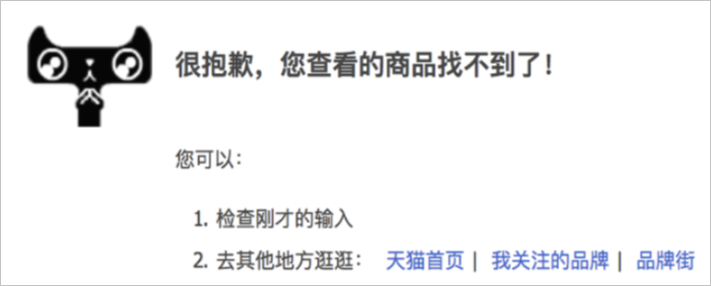 很抱歉，您查看的商品找不到了！
您可以：
1. 检查刚才的输入
2. 去其他地方逛逛： 天猫首页 | 我关注的品牌 | 品牌街